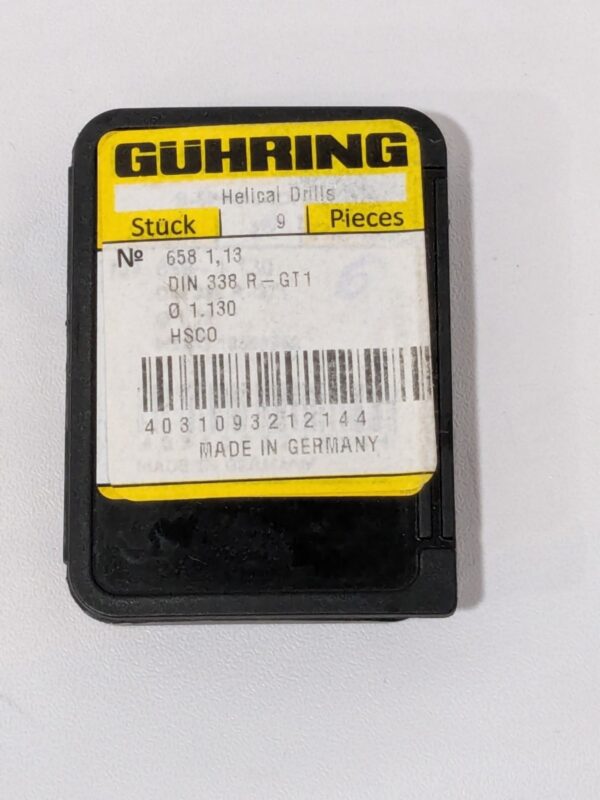 GÜHRING
Helical Drills
Stück 9 Pieces
Nº 658 1,13
DIN 338 R-GT1
Ø 1.130
HSCO
4031093212144
MADE IN GERMANY